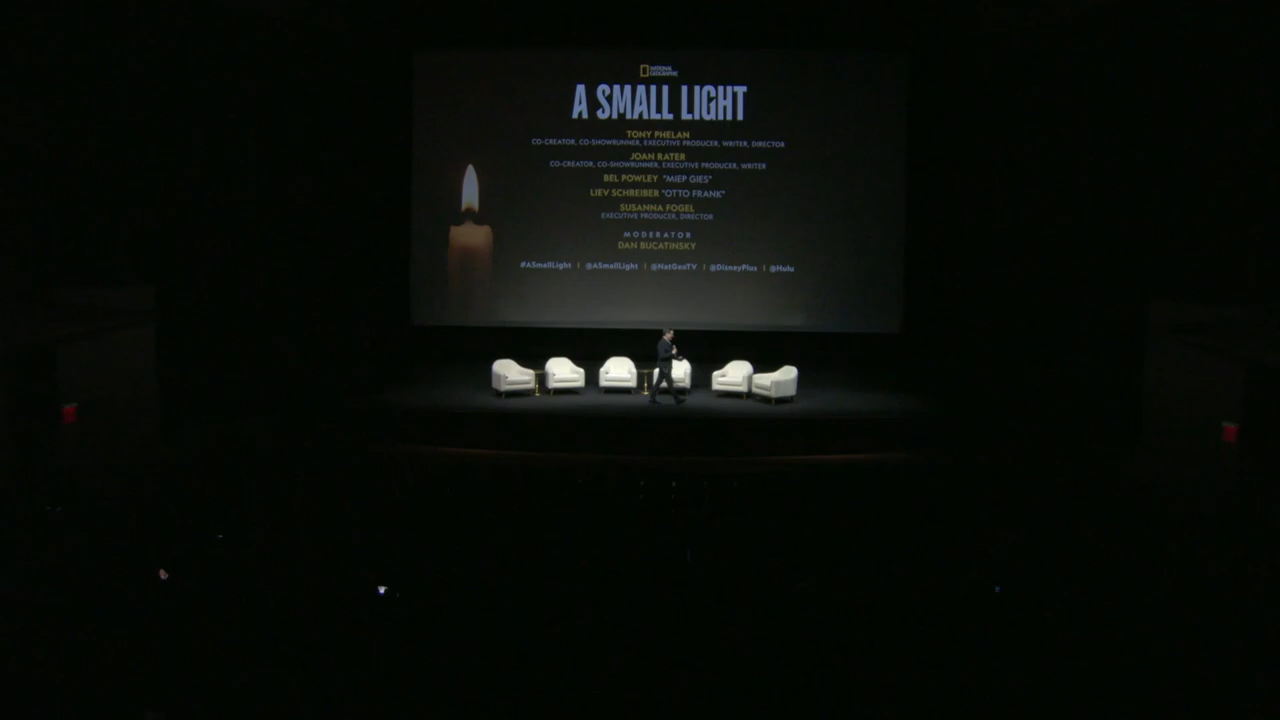 NATIONAL
GEOGRAPHIC
A SMALL LIGHT
TONY PHELAN
CO-CREATOR, CO-SHOWRUNNER, EXECUTIVE PRODUCER, WRITER, DIRECTOR
JOAN RATER
CO-CREATOR, CO-SHOWRUNNER, EXECUTIVE PRODUCER, WRITER
BEL POWLEY "MIEP GIES"
LIEV SCHREIBER "OTTO FRANK"
SUSANNA FOGEL
EXECUTIVE PRODUCER, DIRECTOR
MODERATOR
DAN BUCATINSKY
#ASmallLight | @ASmallLight | @NatGeoTV | @DisneyPlus | @Hulu